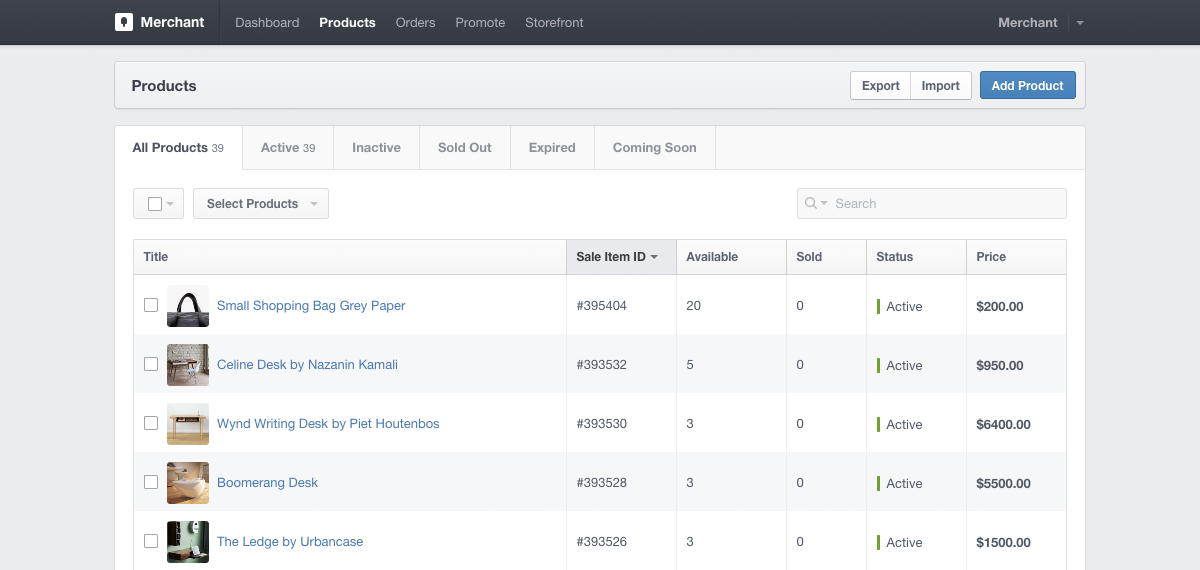 Merchant Dashboard Products Orders Promote Storefront Merchant
Products Export Import Add Product
All Products 39 Active 39 Inactive Sold Out Expired Coming Soon
Select Products Search
Title Sale Item ID Available Sold Status Price
Small Shopping Bag Grey Paper #395404 20 0 Active $200.00
Celine Desk by Nazanin Kamali #393532 5 0 Active $950.00
Wynd Writing Desk by Piet Houtenbos #393530 3 0 Active $6400.00
Boomerang Desk #393528 3 0 Active $5500.00
The Ledge by Urbancase #393526 3 0 Active $1500.00